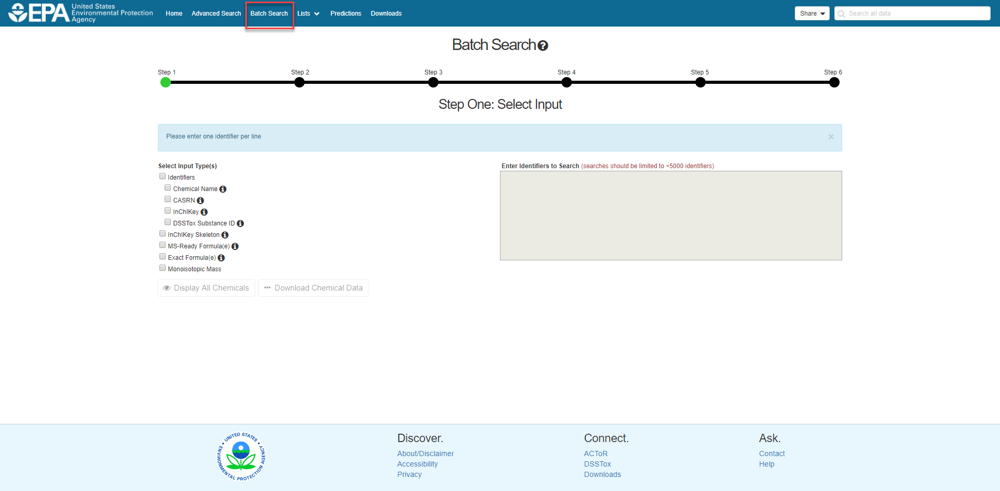 EPA United States
Environmental Protection
Agency
Home Advanced Search Batch Search Lists Predictions Downloads
Share Search all data
Batch Search
Step 1 Step 2 Step 3 Step 4 Step 5 Step 6
Step One: Select Input
Please enter one identifier per line
×
Select Input Type(s)
Identifiers
Chemical Name
CASRN
InChIKey
DSSTox Substance ID
InChIKey Skeleton
MS-Ready Formula(e)
Exact Formula(e)
Monoisotopic Mass
Display All Chemicals Download Chemical Data
Enter Identifiers to Search (searches should be limited to <5000 identifiers)
UNITED STATES
ENVIRONMENTAL PROTECTION AGENCY
Discover.
About/Disclaimer
Accessibility
Privacy
Connect.
ACToR
DSSTox
Downloads
Ask.
Contact
Help